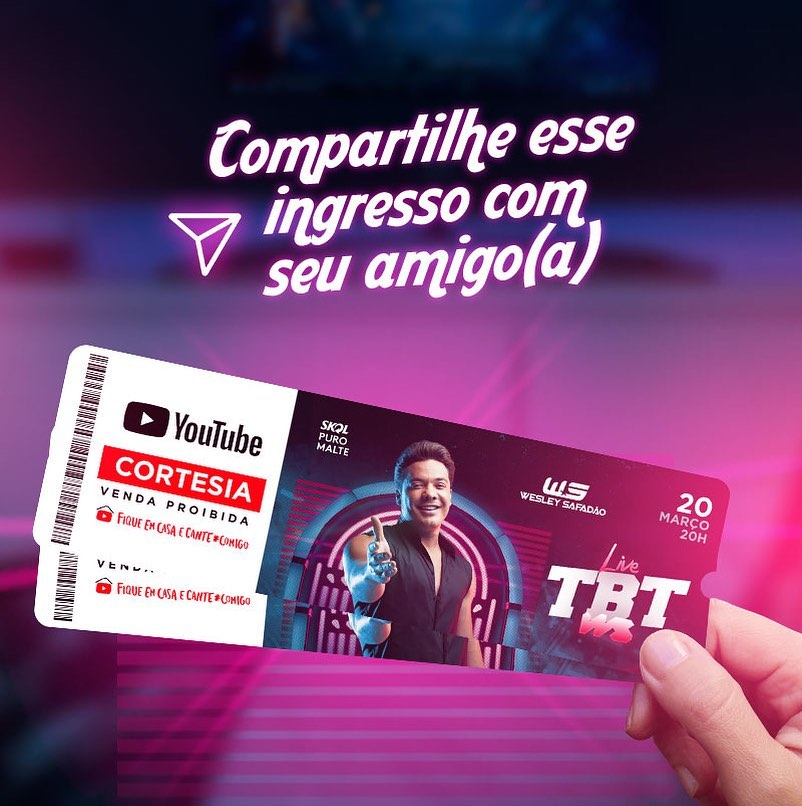 Compartilhe esse
ingresso com
seu amigo(a)
YouTube
CORTESIA
VENDA PROIBIDA
FIQUE EM CASA E CANTE #COMIGO
FIQUE EM CASA E CANTE #COMIGO
SKOL
PURO
MALTE
WS
WESLEY SAFADÃO
20
MARÇO
20H
Live
TBT
WS